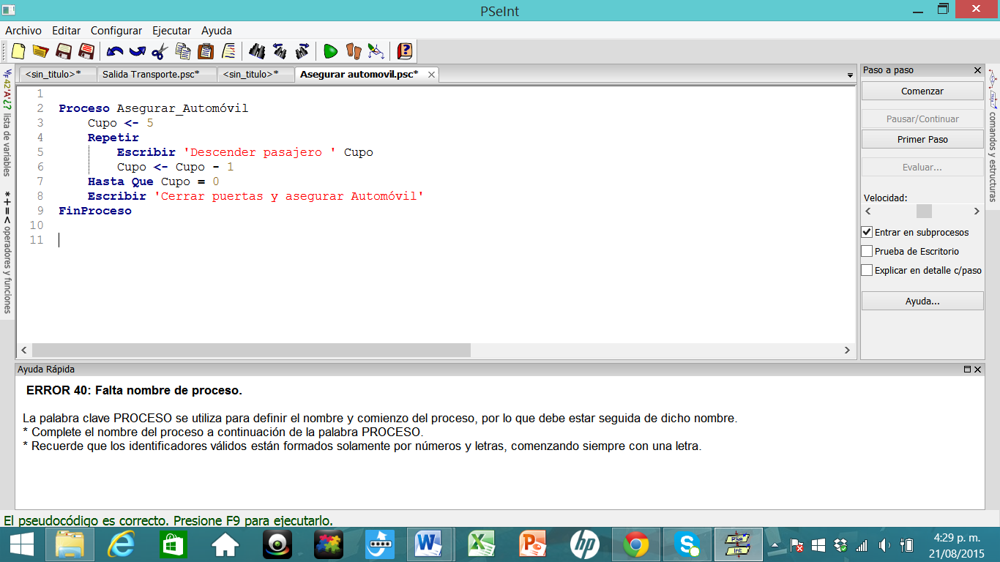 PSeInt
Archivo Editar Configurar Ejecutar Ayuda
<sin_titulo>* Salida Transporte.psc* <sin_titulo>* Asegurar automovil.psc*
1
2 Proceso Asegurar_Automóvil
3 Cupo <- 5
4 Repetir
5 Escribir 'Descender pasajero ' Cupo
6 Cupo <- Cupo - 1
7 Hasta Que Cupo = 0
8 Escribir 'Cerrar puertas y asegurar Automóvil'
9 FinProceso
10
11
lista de variables
* + = < operadores y funciones
Paso a paso
Comenzar
Pausar/Continuar
Primer Paso
Evaluar...
Velocidad:
Entrar en subprocesos
Prueba de Escritorio
Explicar en detalle c/paso
Ayuda...
comandos y estructuras
Ayuda Rápida
ERROR 40: Falta nombre de proceso.
La palabra clave PROCESO se utiliza para definir el nombre y comienzo del proceso, por lo que debe estar seguida de dicho nombre.
* Complete el nombre del proceso a continuación de la palabra PROCESO.
* Recuerde que los identificadores válidos están formados solamente por números y letras, comenzando siempre con una letra.
El pseudocódigo es correcto. Presione F9 para ejecutarlo.
PSe
Int
4:29 p. m.
21/08/2015